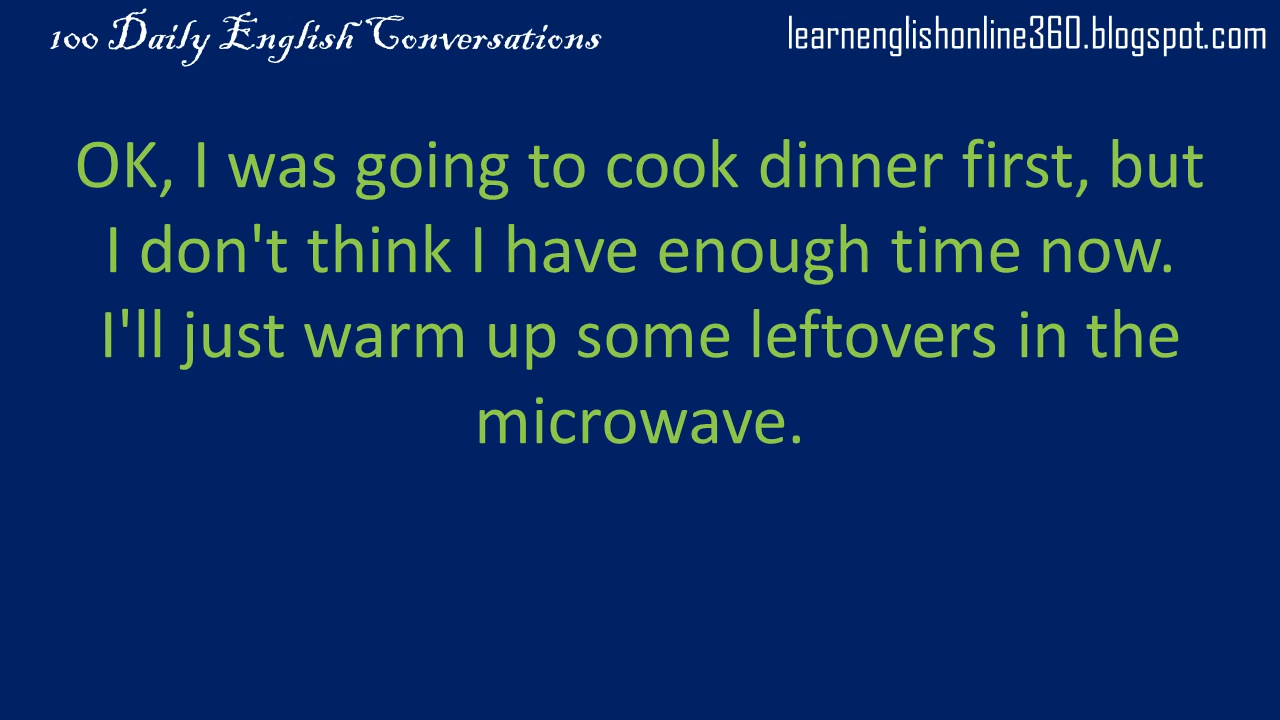 100 Daily English Conversations
learnenglishonline360.blogspot.com
OK, I was going to cook dinner first, but
I don't think I have enough time now.
I'll just warm up some leftovers in the
microwave.